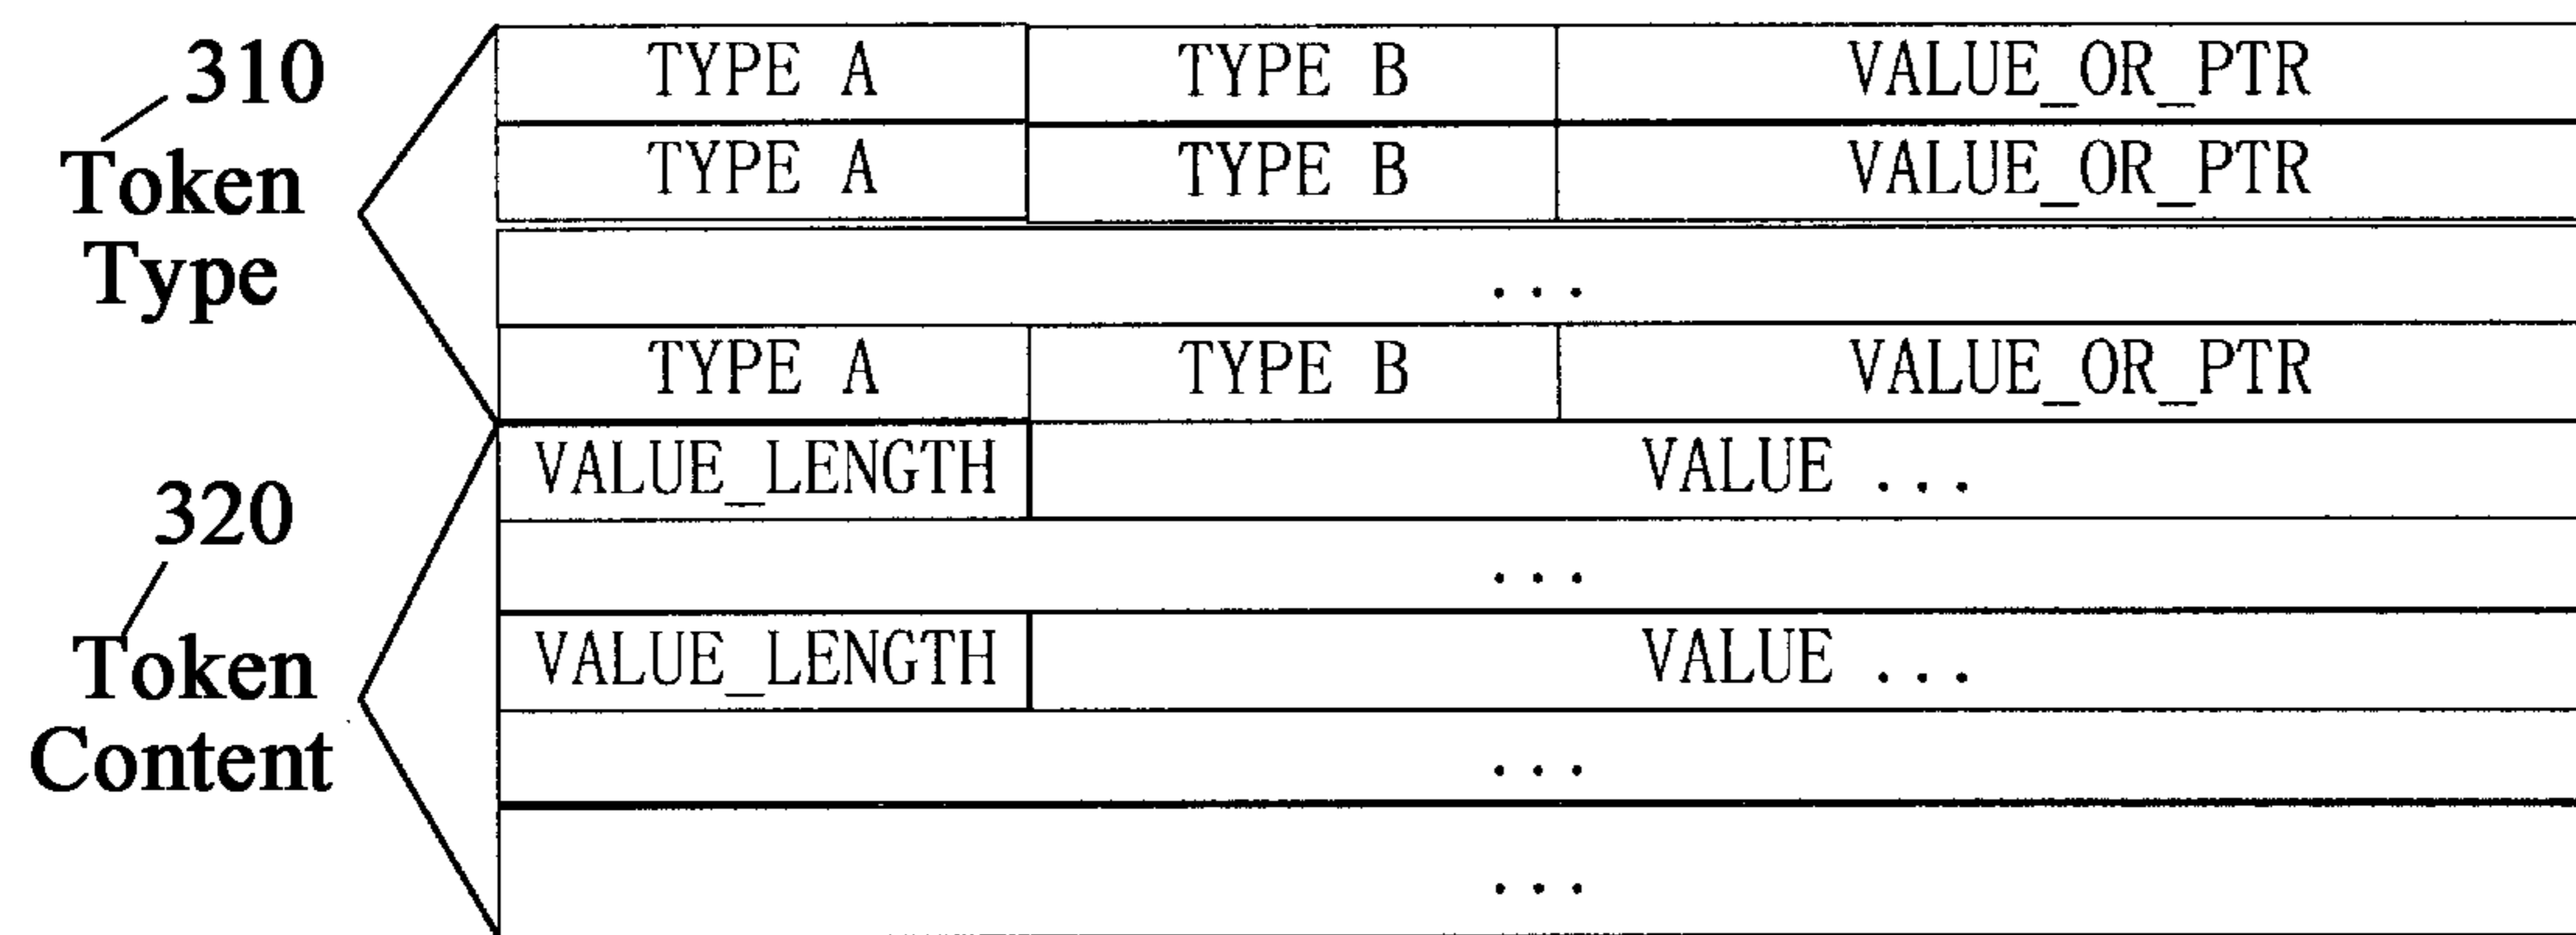 310
Token
Type
TYPE A TYPE B VALUE_OR_PTR
TYPE A TYPE B VALUE_OR_PTR
...
TYPE A TYPE B VALUE_OR_PTR
320
Token
Content
VALUE_LENGTH VALUE ...
...
VALUE_LENGTH VALUE ...
...
...